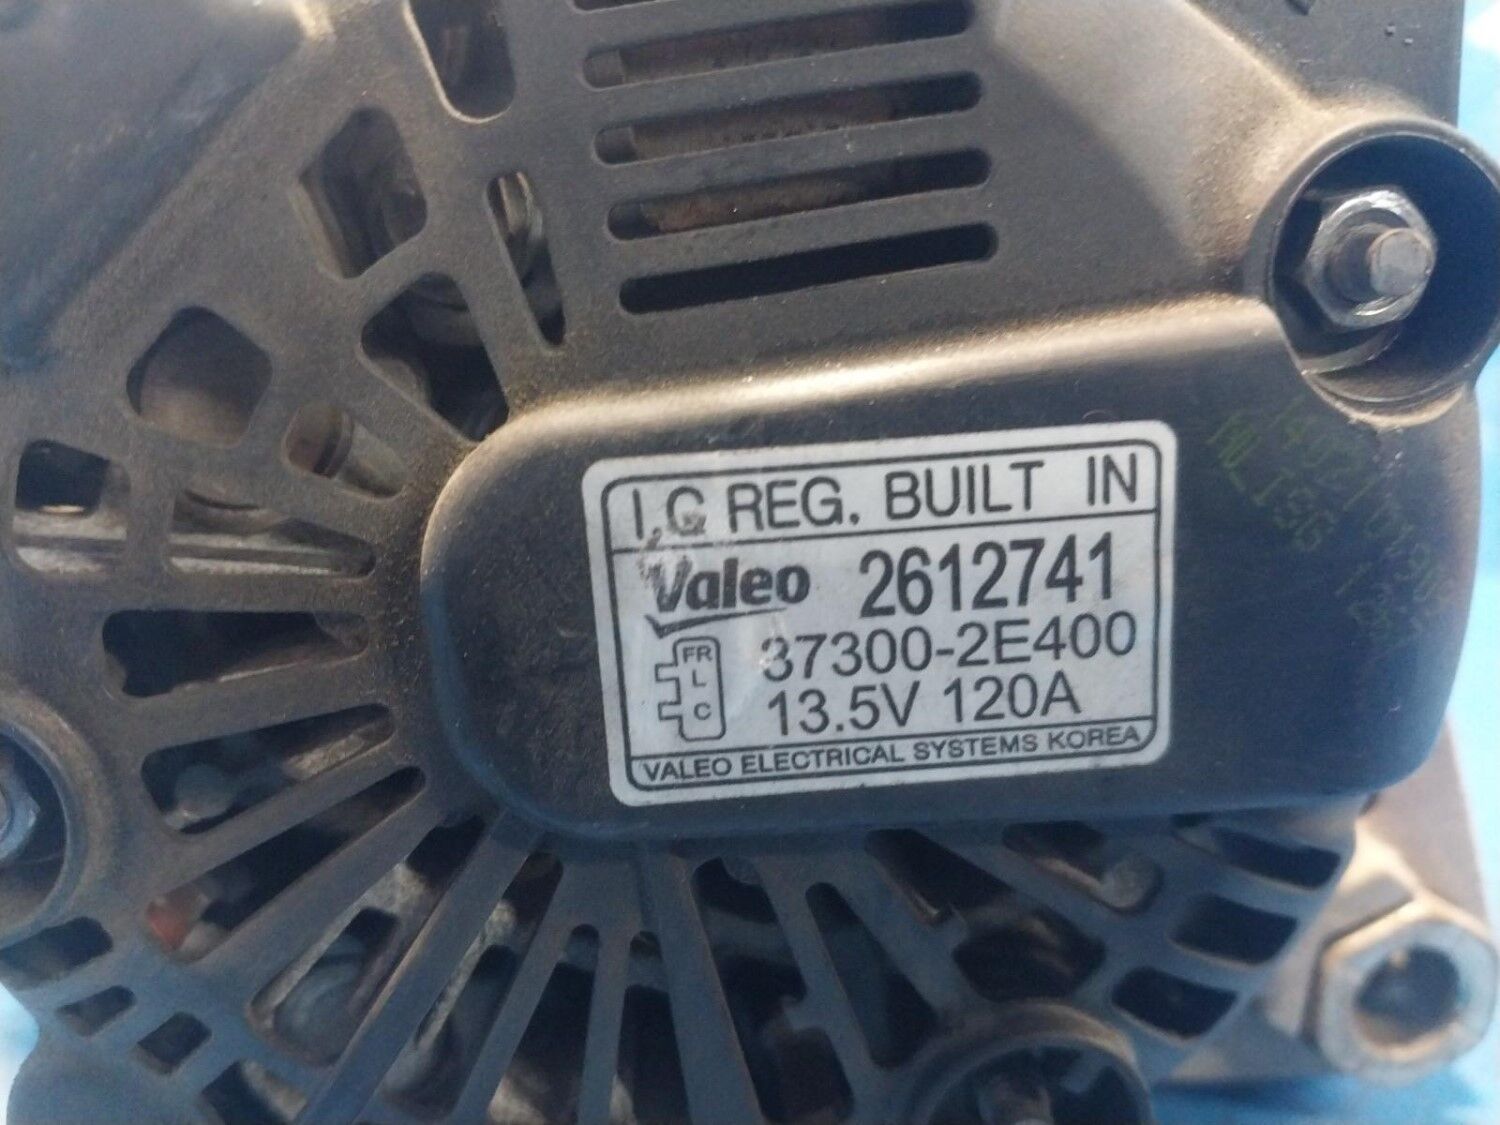 I.C REG. BUILT IN
Valeo 2612741
FR
L
C
37300-2E400
13.5V 120A
VALEO ELECTRICAL SYSTEMS KOREA